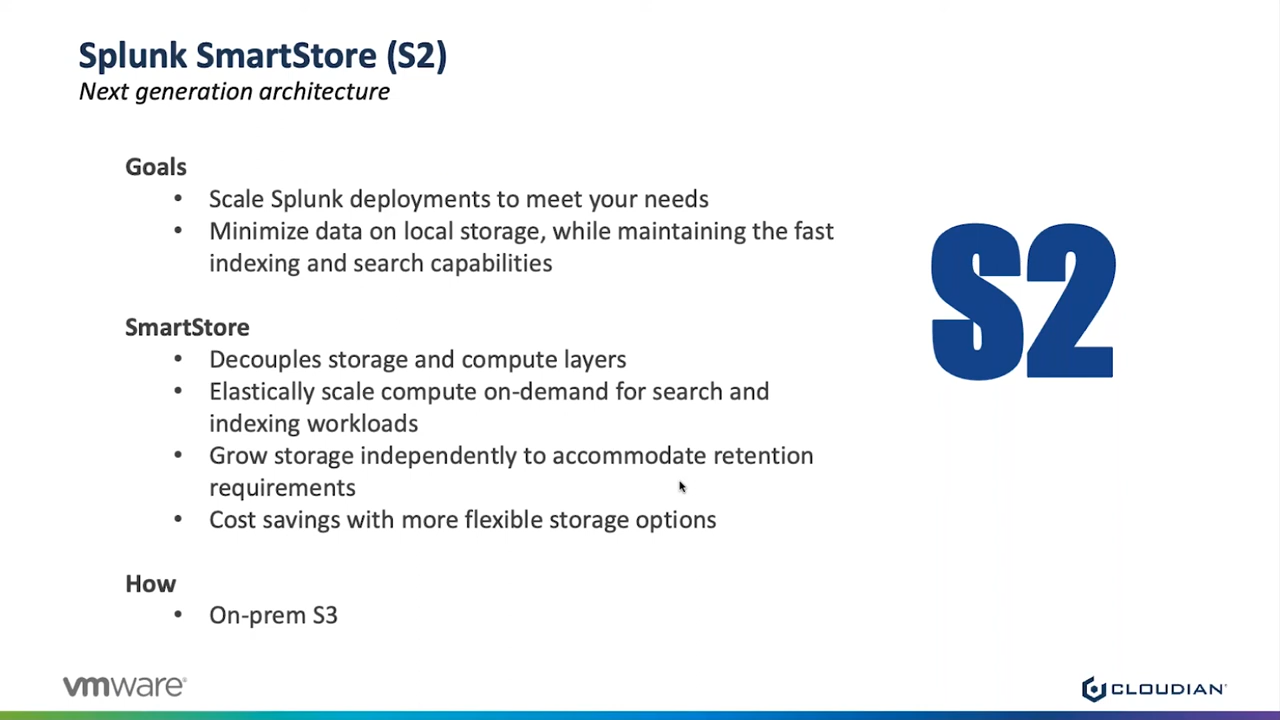 Splunk SmartStore (S2)
Next generation architecture
Goals
• Scale Splunk deployments to meet your needs
• Minimize data on local storage, while maintaining the fast
indexing and search capabilities
S2
SmartStore
• Decouples storage and compute layers
• Elastically scale compute on-demand for search and
indexing workloads
• Grow storage independently to accommodate retention
requirements
• Cost savings with more flexible storage options
How
• On-prem S3
vmware®
CLOUDIAN®